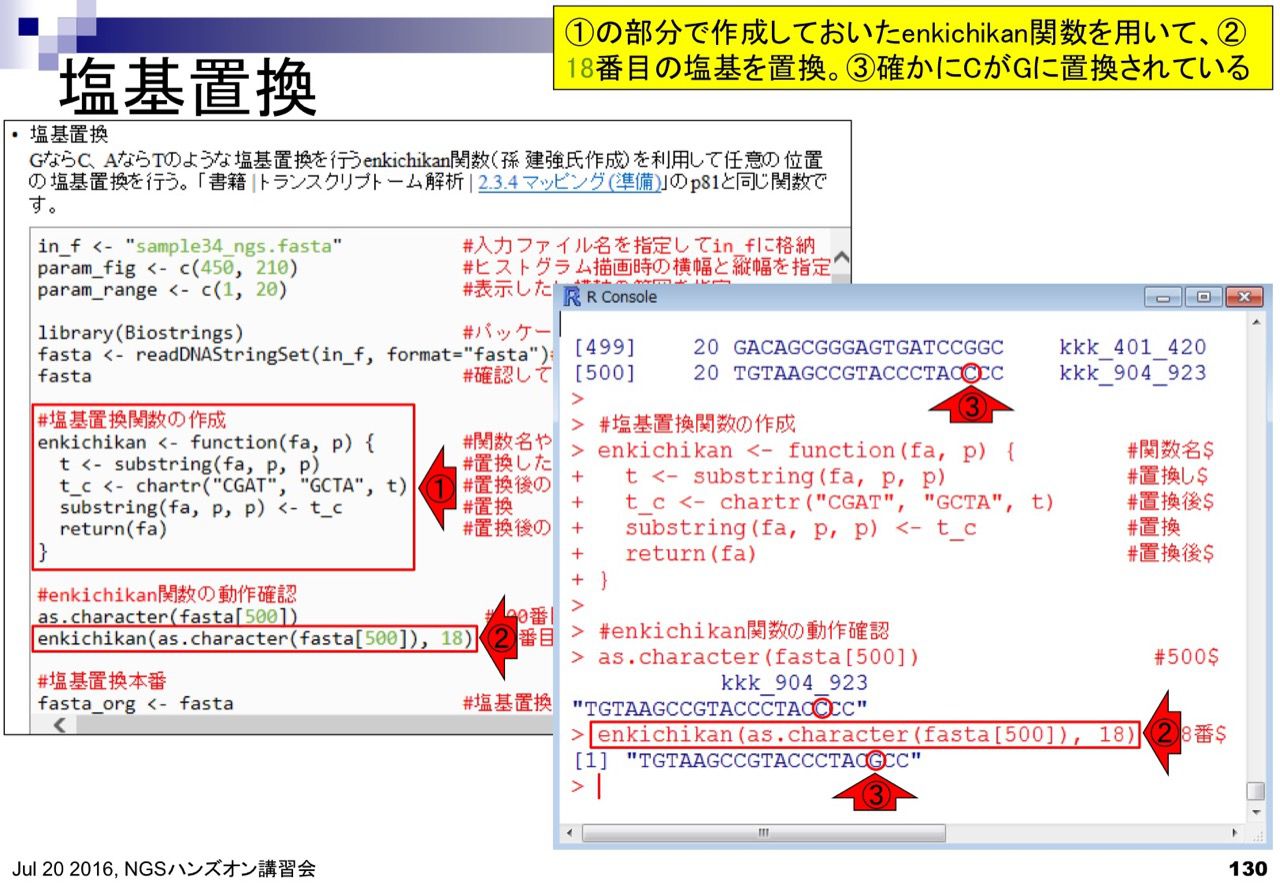 ①の部分で作成しておいたenkichikan関数を用いて、②
18番目の塩基を置換。③確かにCがGに置換されている
塩基置換
• 塩基置換
GならC、AならTのような塩基置換を行うenkichikan関数(孫 建強氏作成)を利用して任意の位置
の塩基置換を行う。「書籍 |トランスクリプトーム解析 | 2.3.4 マッピング(準備)」のp81と同じ関数で
す。
in_f <- "sample34_ngs.fasta" #入力ファイル名を指定してin_fに格納
param_fig <- c(450, 210) #ヒストグラム描画時の横幅と縦幅を指定
param_range <- c(1, 20) #表示したい横軸の範囲を指定
library(Biostrings) #パッケー
fasta <- readDNAStringSet(in_f, format="fasta")#
fasta #確認して
#塩基置換関数の作成
enkichikan <- function(fa, p) { #関数名や
t <- substring(fa, p, p) #置換した
t_c <- chartr("CGAT", "GCTA", t) #置換後の
substring(fa, p, p) <- t_c #置換
return(fa) #置換後の
}
①
#enkichikan関数の動作確認
as.character(fasta[500]) #500番目
enkichikan(as.character(fasta[500]), 18) ② 番目
#塩基置換本番
fasta_org <- fasta #塩基置換
R Console
[499] 20 GACAGCGGGAGTGATCCGGC kkk_401_420
[500] 20 TGTAAGCCGTACCCTACCCC kkk_904_923
>
③
> #塩基置換関数の作成
> enkichikan <- function(fa, p) { #関数名$
+ t <- substring(fa, p, p) #置換し$
+ t_c <- chartr("CGAT", "GCTA", t) #置換後$
+ substring(fa, p, p) <- t_c #置換
+ return(fa) #置換後$
+ }
>
> #enkichikan関数の動作確認
> as.character(fasta[500]) #500$
kkk_904_923
"TGTAAGCCGTACCCTACCCC"
> enkichikan(as.character(fasta[500]), 18) ② 8番$
[1] "TGTAAGCCGTACCCTACGCC"
>
③
Jul 20 2016, NGSハンズオン講習会
130